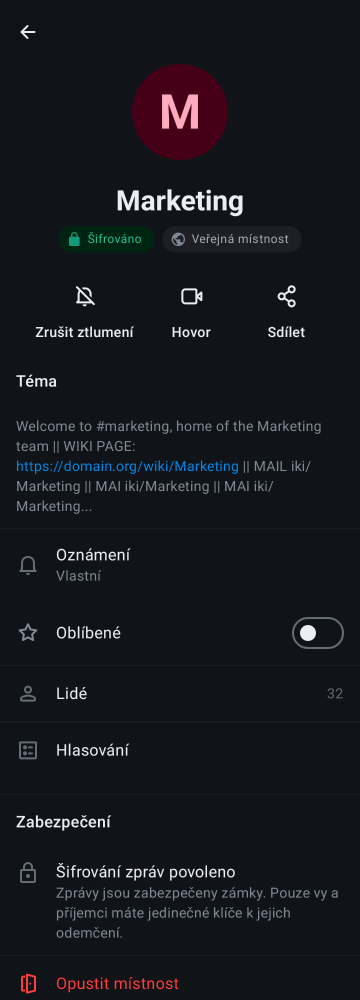 M
Marketing
Šifrováno
Veřejná místnost
Zrušit ztlumení
Hovor
Sdílet
Téma
Welcome to #marketing, home of the Marketing
team || WIKI PAGE:
https://domain.org/wiki/Marketing || MAIL iki/
Marketing || MAI iki/Marketing || MAI iki/
Marketing...
Oznámení
Vlastní
Oblíbené
Lidé 32
Hlasování
Zabezpečení
Šifrování zpráv povoleno
Zprávy jsou zabezpečeny zámky. Pouze vy a
příjemci máte jedinečné klíče k jejich
odemčení.
Opustit místnost